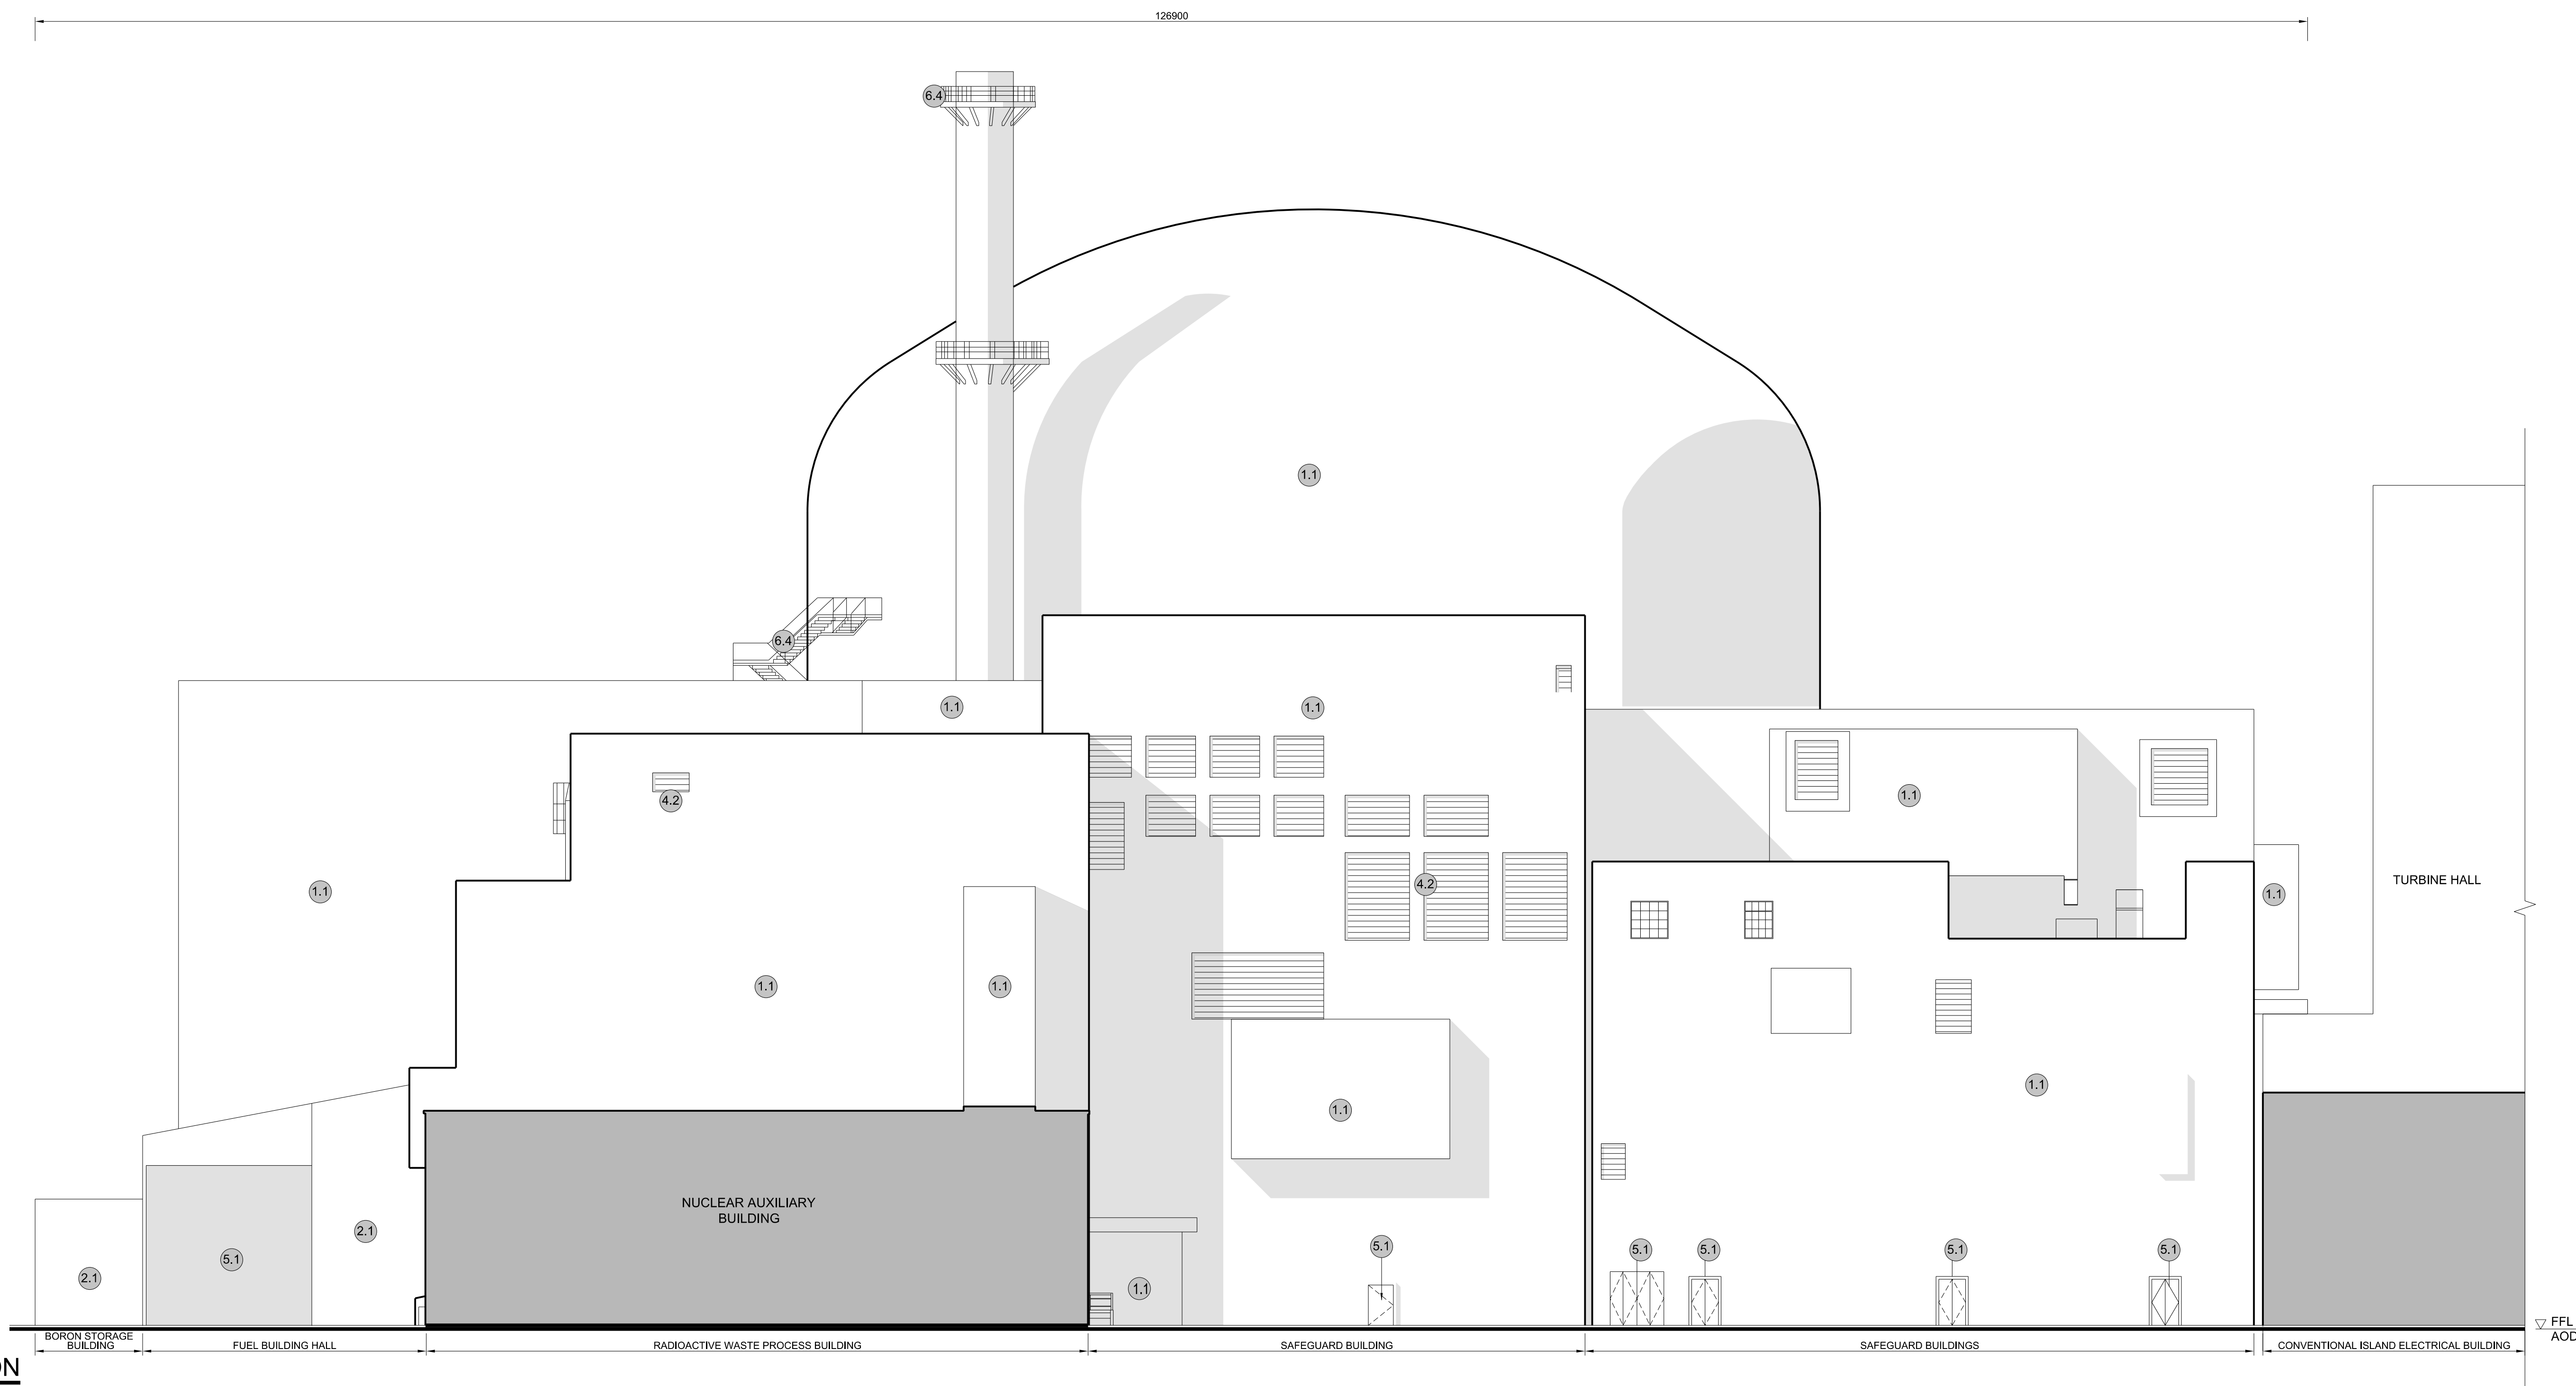 126900
6.4
1.1
6.4
1.1
1.1
4.2
1.1
1.1
4.2
1.1
TURBINE HALL
1.1
1.1
1.1
1.1
1.1
NUCLEAR AUXILIARY
BUILDING
2.1
5.1
5.1
5.1
5.1
5.1
5.1
2.1
1.1
FFL
AOD
BORON STORAGE
BUILDING
FUEL BUILDING HALL
RADIOACTIVE WASTE PROCESS BUILDING
SAFEGUARD BUILDING
SAFEGUARD BUILDINGS
CONVENTIONAL ISLAND ELECTRICAL BUILDING
ON